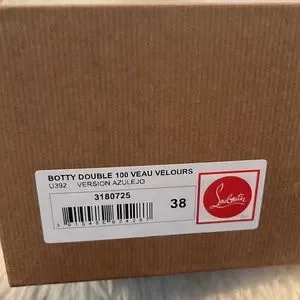 BOTTY DOUBLE 100 VEAU VELOURS
U392 VERSION AZULEJO
3180725
38
Louboutin